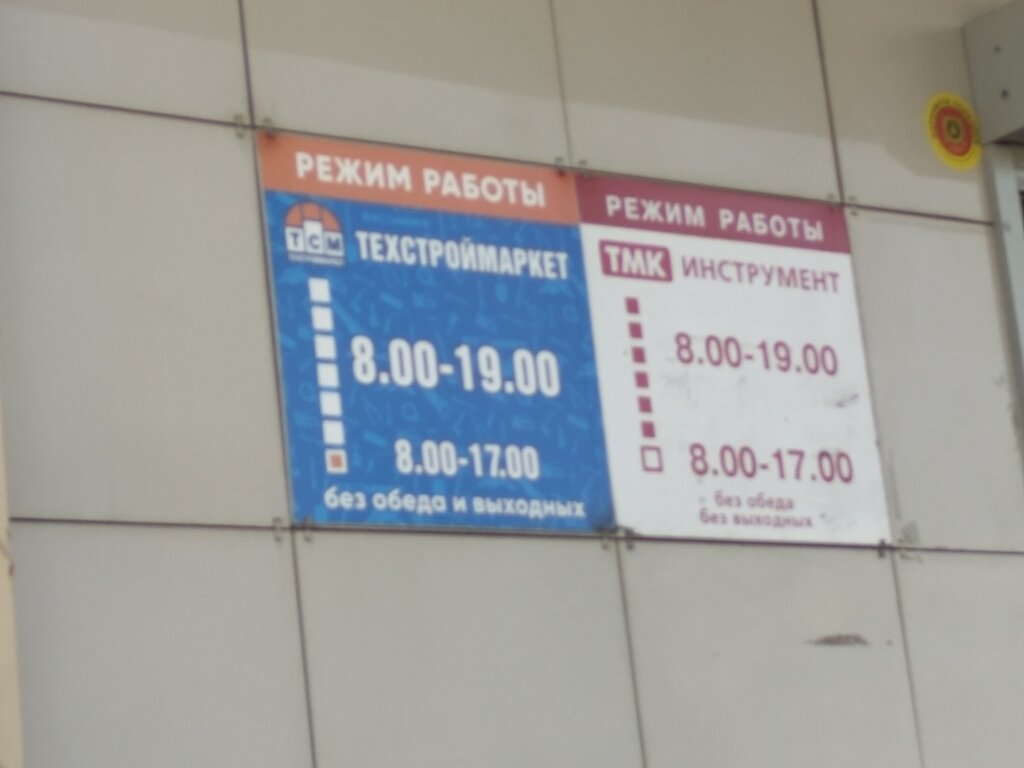 РЕЖИМ РАБОТЫ
ТСМ
ТЕХСТРОЙМАРКЕТ
8.00-19.00
8.00-17.00
без обеда и выходных
РЕЖИМ РАБОТЫ
ТМК ИНСТРУМЕНТ
8.00-19.00
8.00-17.00
без обеда
без выходных